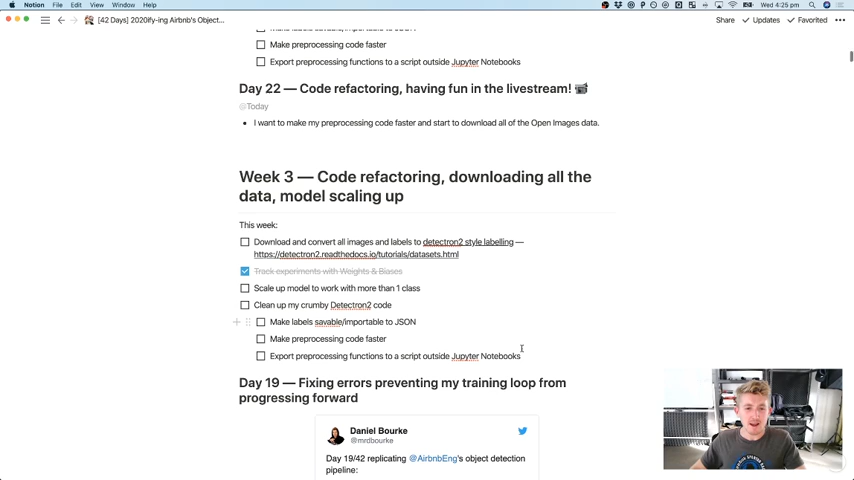 Notion File Edit View Window Help Wed 4:25 pm
[42 Days] 2020ify-ing Airbnb's Object... Share Updates Favorited
Make preprocessing code faster
Export preprocessing functions to a script outside Jupyter Notebooks
Day 22 — Code refactoring, having fun in the livestream! 📹
@Today
• I want to make my preprocessing code faster and start to download all of the Open Images data.
Week 3 — Code refactoring, downloading all the
data, model scaling up
This week:
Download and convert all images and labels to detectron2 style labelling —
https://detectron2.readthedocs.io/tutorials/datasets.html
Track experiments with Weights & Biases
Scale up model to work with more than 1 class
Clean up my crumby Detectron2 code
Make labels savable/importable to JSON
Make preprocessing code faster
Export preprocessing functions to a script outside Jupyter Notebooks
Day 19 — Fixing errors preventing my training loop from
progressing forward
Daniel Bourke
@mrdbourke
Day 19/42 replicating @AirbnbEng's object detection
pipeline: